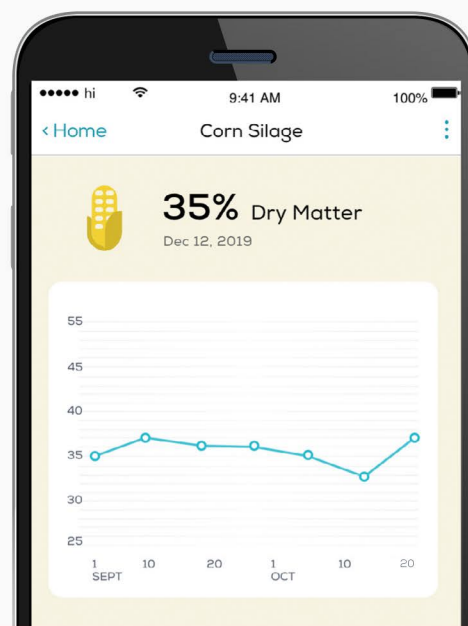 ●●●●● hi 9:41 AM 100%
< Home Corn Silage
35% Dry Matter
Dec 12, 2019
55
45
40
35
30
25
1 10 20 1 10 20
SEPT OCT